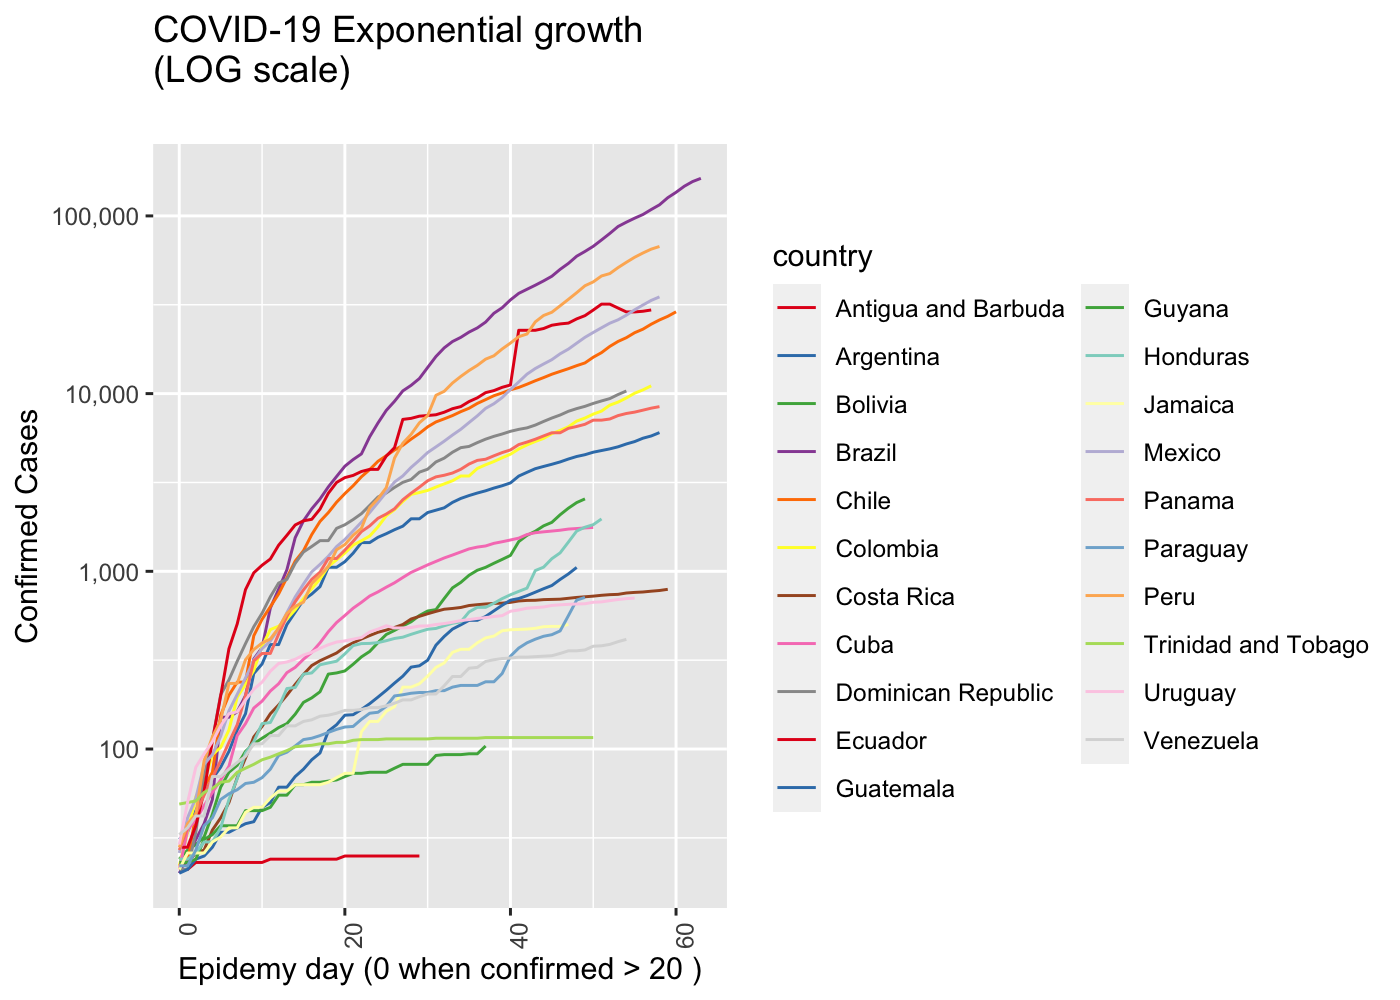 COVID-19 Exponential growth
(LOG scale)
100,000
10,000
1,000
100
Confirmed Cases
0
20
40
60
Epidemy day (0 when confirmed > 20 )
country
Antigua and Barbuda
Argentina
Bolivia
Brazil
Chile
Colombia
Costa Rica
Cuba
Dominican Republic
Ecuador
Guatemala
Guyana
Honduras
Jamaica
Mexico
Panama
Paraguay
Peru
Trinidad and Tobago
Uruguay
Venezuela